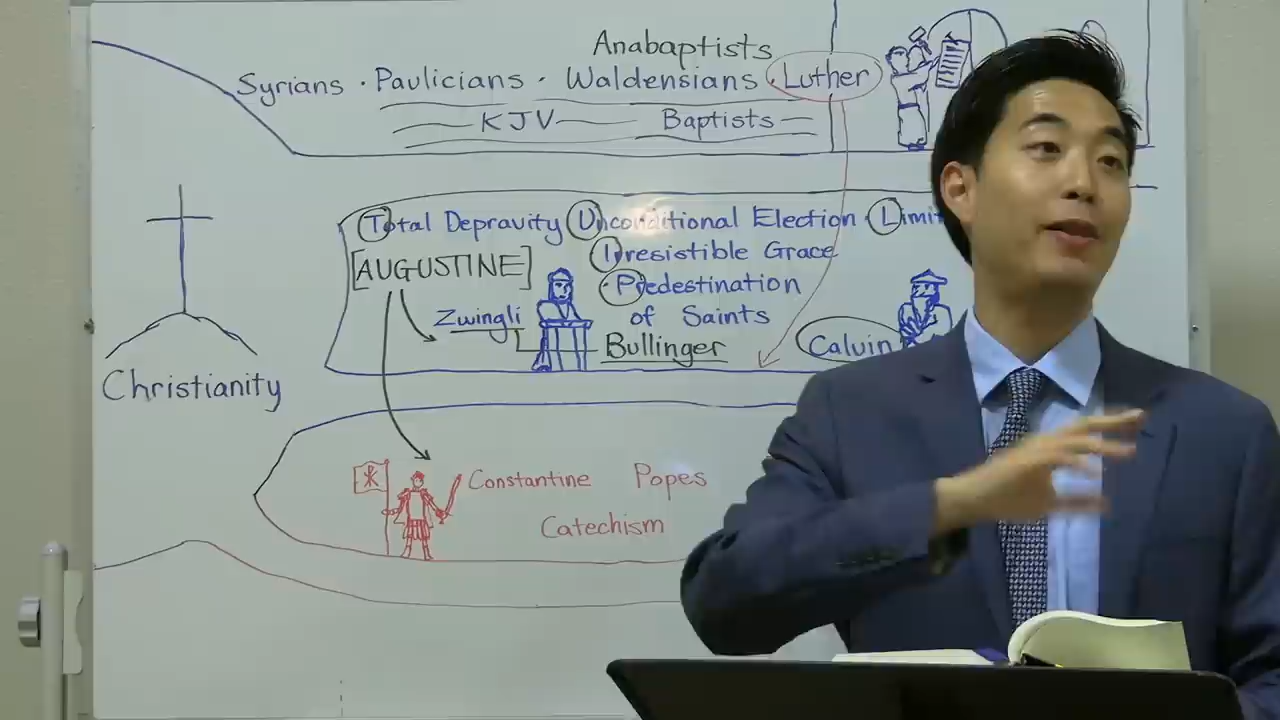 Anabaptists
Syrians · Paulicians · Waldensians Luther
KJV Baptists
Total Depravity Unconditional Election Limit
Irresistible Grace
[AUGUSTINE]
Predestination
of Saints
Zwingli
Bullinger
Calvin
Christianity
Constantine Popes
Catechism